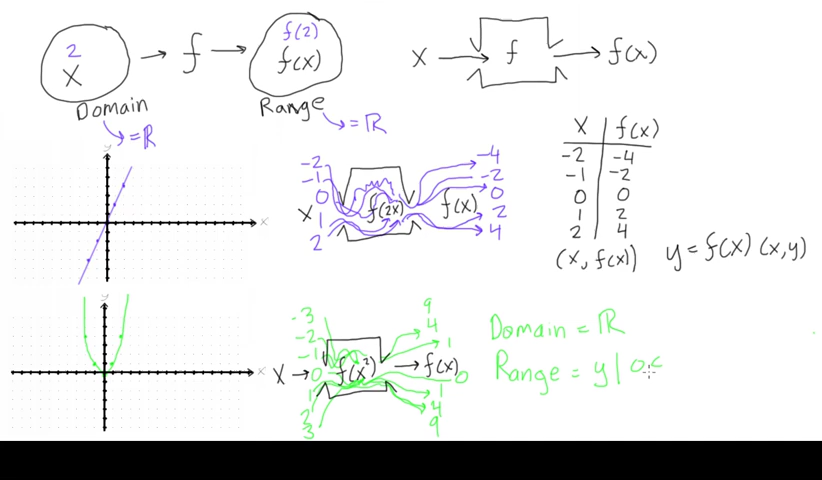 2
X → f → f(2)
f(x)
Domain
= ℝ
Range
= ℝ
X → f → f(x)
X f(x)
-2 -4
-1 -2
0 0
1 2
2 4
(x, f(x)) y = f(x) (x,y)
y
x
-2 -4
-1 -2
0 0
X f(2x) f(x)
1 2
2 4
y
x
-3 9
-2 4
-1 1
X → 0 f(x²) → f(x) 0
1 1
2 4
3 9
Domain = ℝ
Range = y | 0